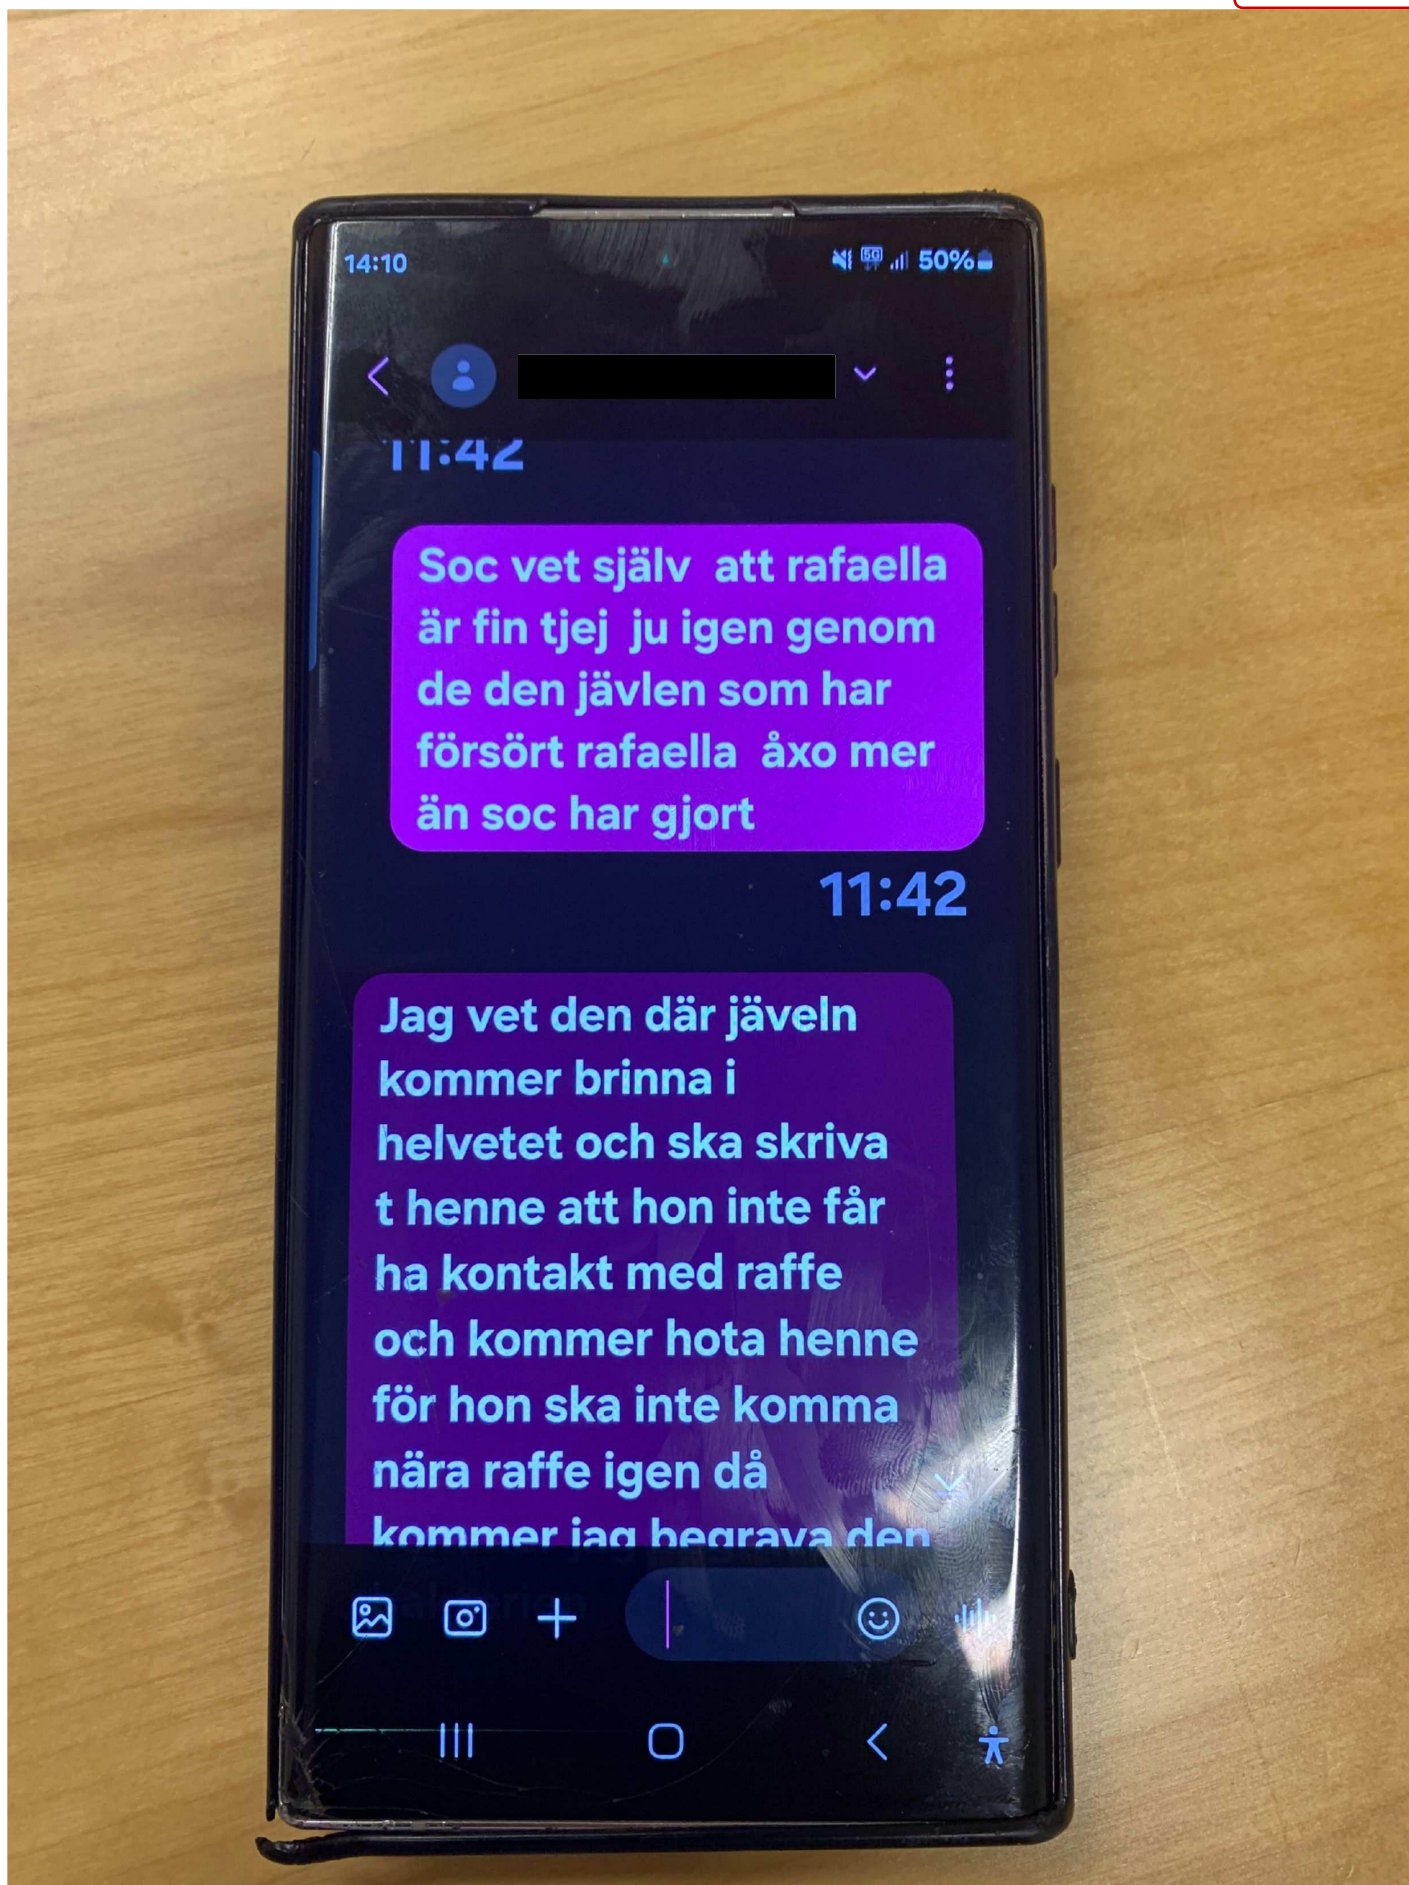 14:10
5G
50%
11:42
Soc vet själv att rafaella
är fin tjej ju igen genom
de den jävlen som har
försört rafaella åxo mer
än soc har gjort
11:42
Jag vet den där jäveln
kommer brinna i
helvetet och ska skriva
t henne att hon inte får
ha kontakt med raffe
och kommer hota henne
för hon ska inte komma
nära raffe igen då
kommer jag begrava den